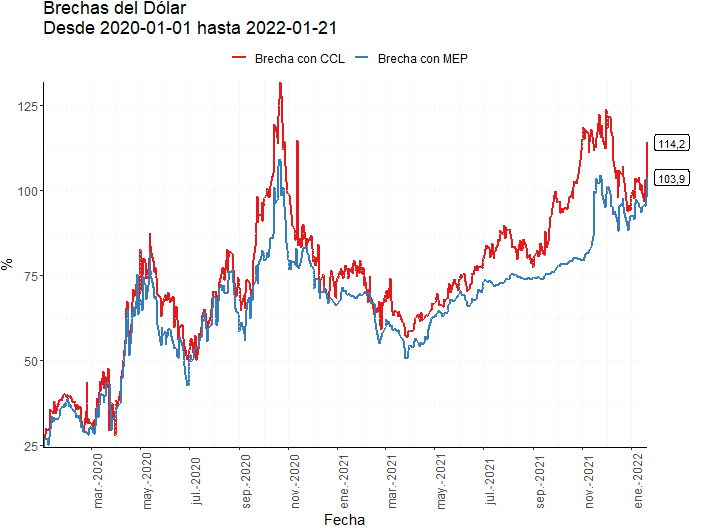 Brechas del Dólar
Desde 2020-01-01 hasta 2022-01-21
Brecha con CCL
Brecha con MEP
125
100
75
50
25
%
114,2
103,9
mar.-2020
may.-2020
jul.-2020
sep.-2020
nov.-2020
ene.-2021
mar.-2021
may.-2021
jul.-2021
sep.-2021
nov.-2021
ene.-2022
Fecha